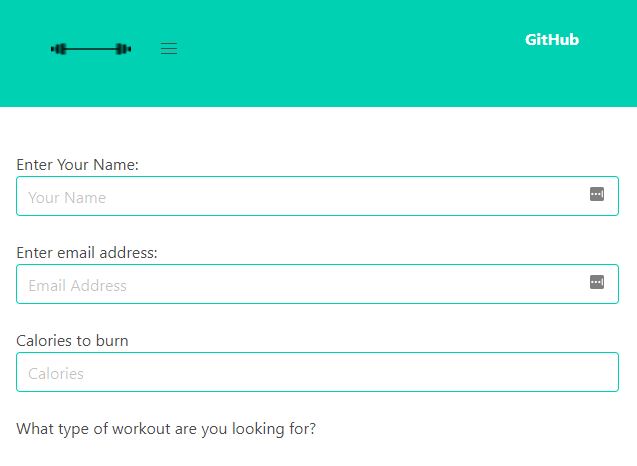 GitHub
Enter Your Name:
Your Name
Enter email address:
Email Address
Calories to burn
Calories
What type of workout are you looking for?